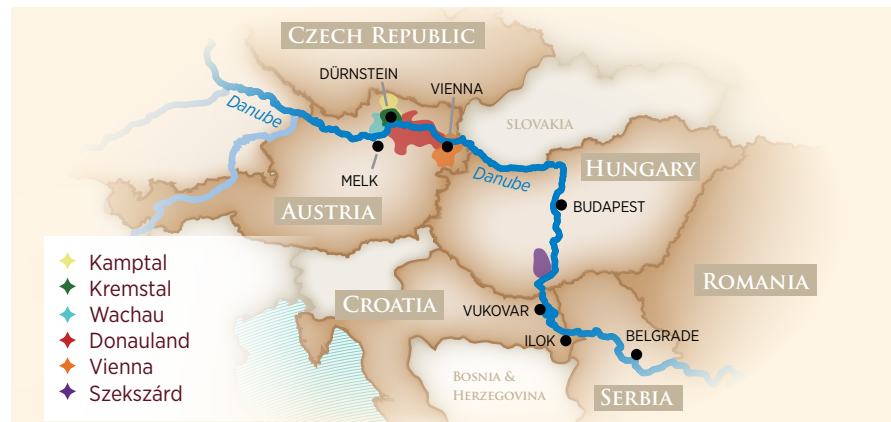 CZECH REPUBLIC
DÜRNSTEIN
VIENNA
Danube
SLOVAKIA
MELK
Danube
HUNGARY
AUSTRIA
BUDAPEST
Kamptal
Kremstal
Wachau
Donauland
Vienna
Szekszárd
ROMANIA
CROATIA
VUKOVAR
ILOK
BELGRADE
BOSNIA &
HERZEGOVINA
SERBIA